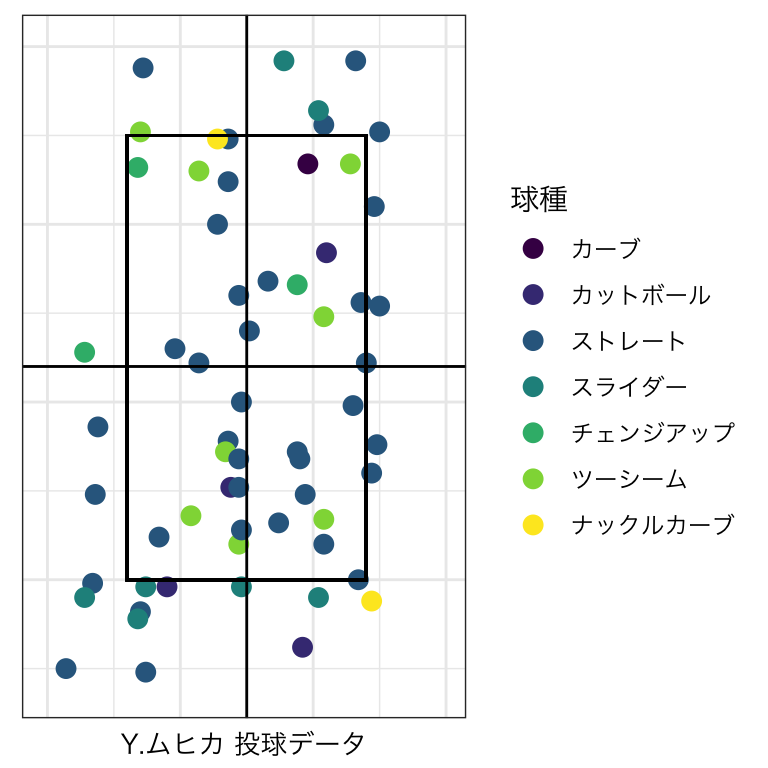 球種
カーブ
カットボール
ストレート
スライダー
チェンジアップ
ツーシーム
ナックルカーブ
Y.ムヒカ 投球データ